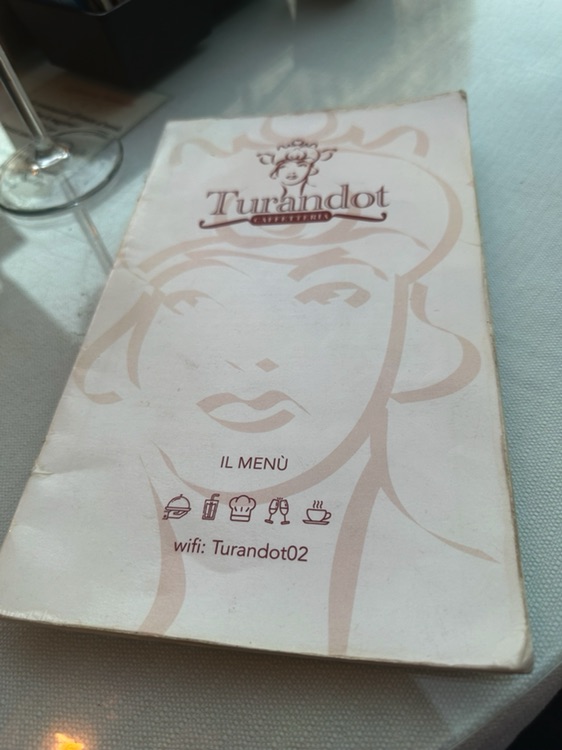 Turandot
CAFFETTERIA
IL MENÙ
wifi: Turandot02